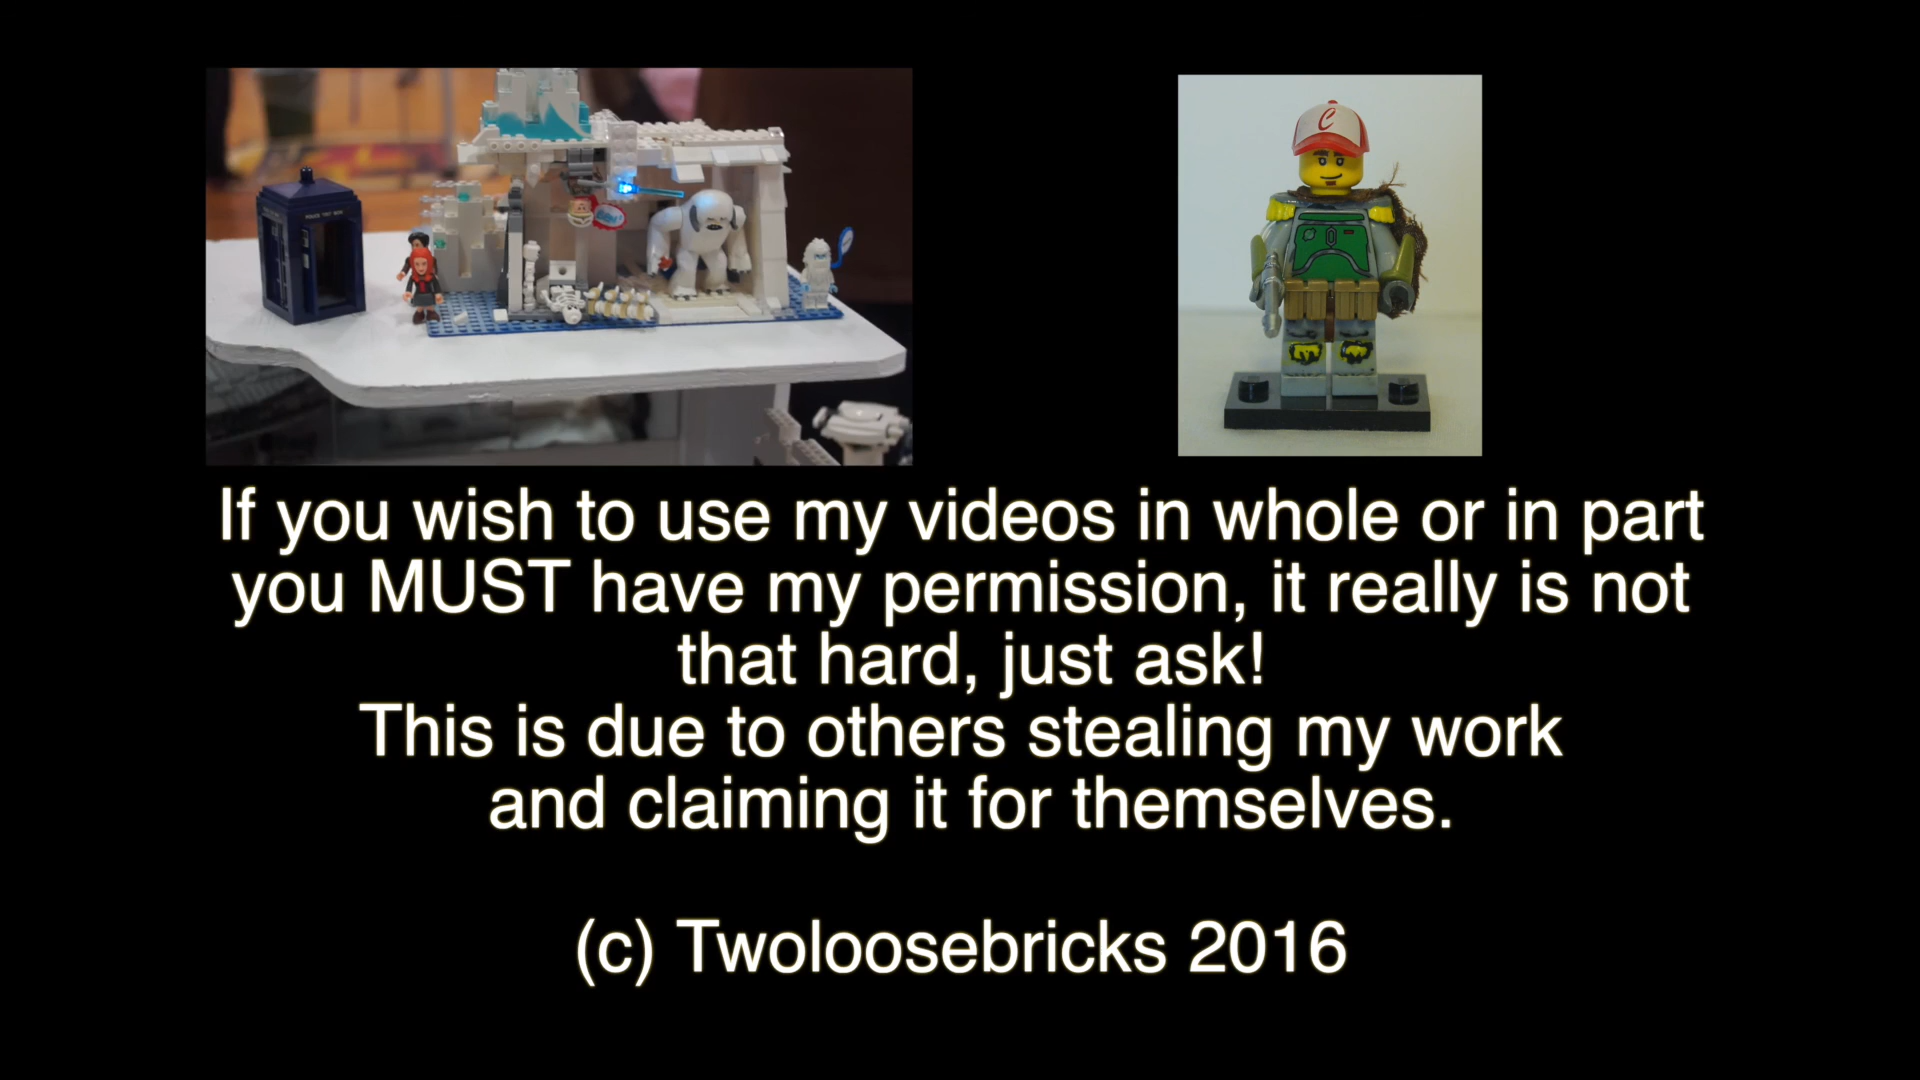 C
If you wish to use my videos in whole or in part
you MUST have my permission, it really is not
that hard, just ask!
This is due to others stealing my work
and claiming it for themselves.
(c) Twoloosebricks 2016